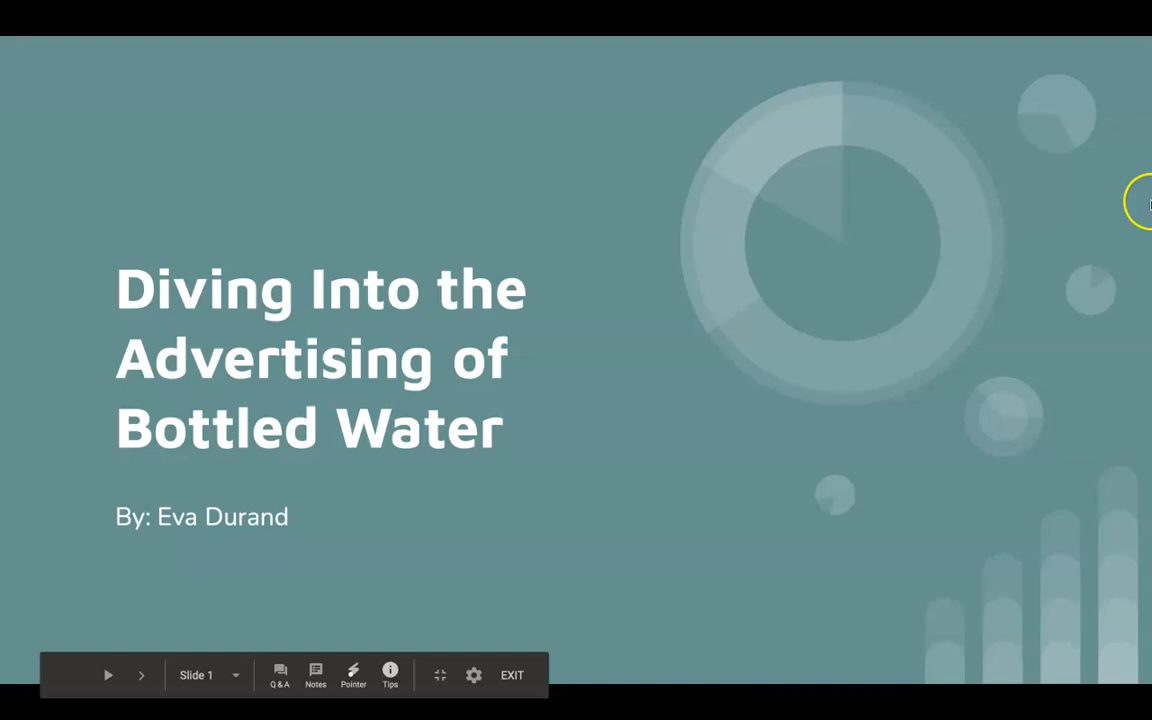 Diving Into the
Advertising of
Bottled Water
By: Eva Durand
Slide 1
Q & A
Notes
Pointer
Tips
EXIT